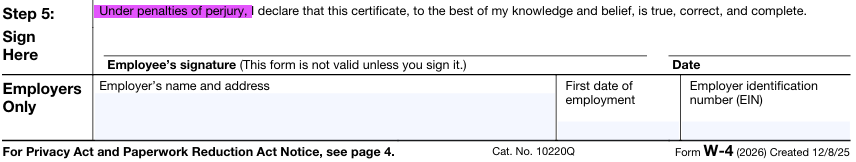 Step 5:
Sign
Here
Under penalties of perjury, I declare that this certificate, to the best of my knowledge and belief, is true, correct, and complete.
Employee's signature (This form is not valid unless you sign it.)
Date
Employers
Only
Employer's name and address
First date of
employment
Employer identification
number (EIN)
For Privacy Act and Paperwork Reduction Act Notice, see page 4.
Cat. No. 10220Q
Form W-4 (2026) Created 12/8/25